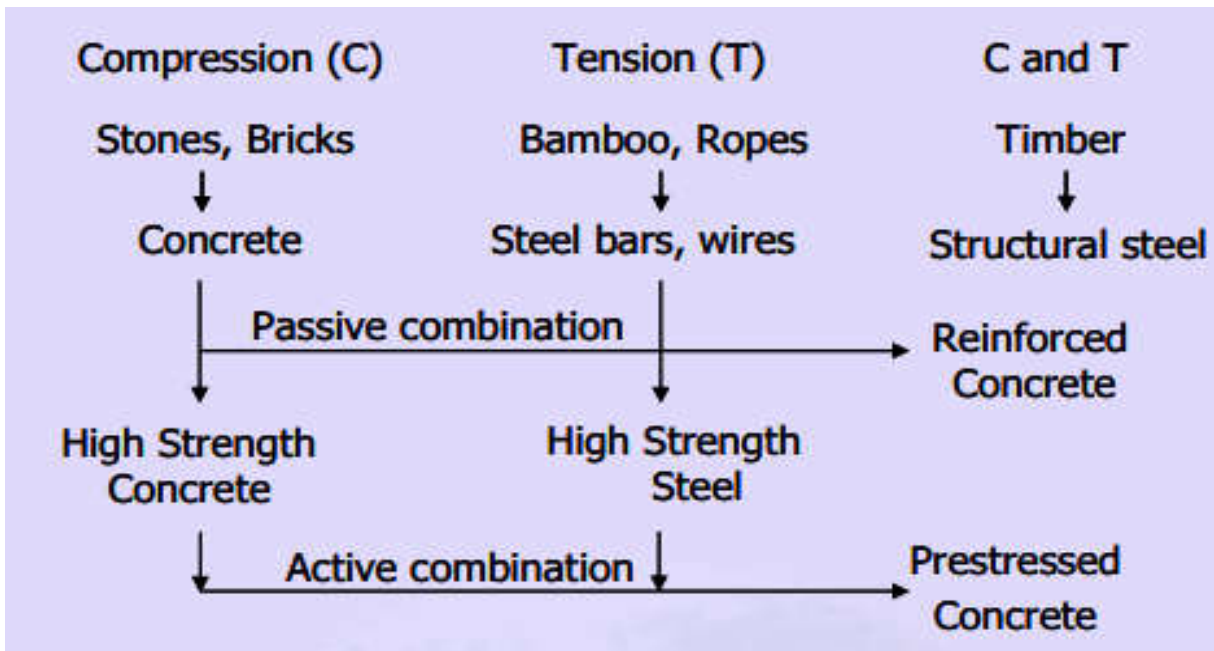 Compression (C) Tension (T) C and T
Stones, Bricks Bamboo, Ropes Timber
Concrete Steel bars, wires Structural steel
Passive combination Reinforced
Concrete
High Strength High Strength
Concrete Steel
Active combination Prestressed
Concrete